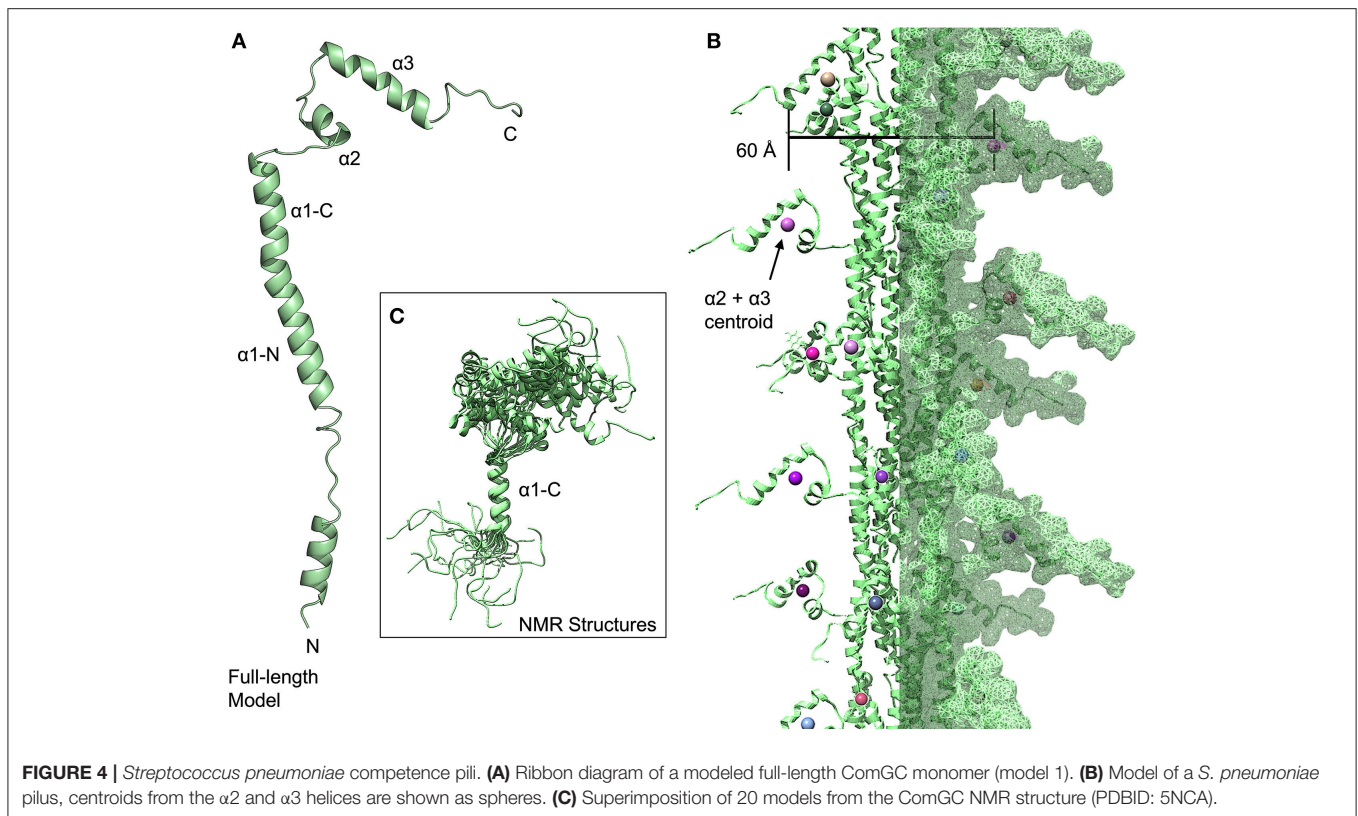 A
α3
C
α2
α1-C
α1-N
N
Full-length
Model
C
α1-C
NMR Structures
B
60 Å
α2 + α3
centroid
FIGURE 4 | Streptococcus pneumoniae competence pili. (A) Ribbon diagram of a modeled full-length ComGC monomer (model 1). (B) Model of a S. pneumoniae
pilus, centroids from the α2 and α3 helices are shown as spheres. (C) Superimposition of 20 models from the ComGC NMR structure (PDBID: 5NCA).